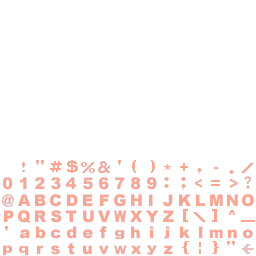 ! " # $ % & ' ( ) * + , - . /
0 1 2 3 4 5 6 7 8 9 : ; < = > ?
@ A B C D E F G H I J K L M N O
P Q R S T U V W X Y Z [ \ ] ^ _
' a b c d e f g h i j k l m n o
p q r s t u v w x y z { ¦ } " ←